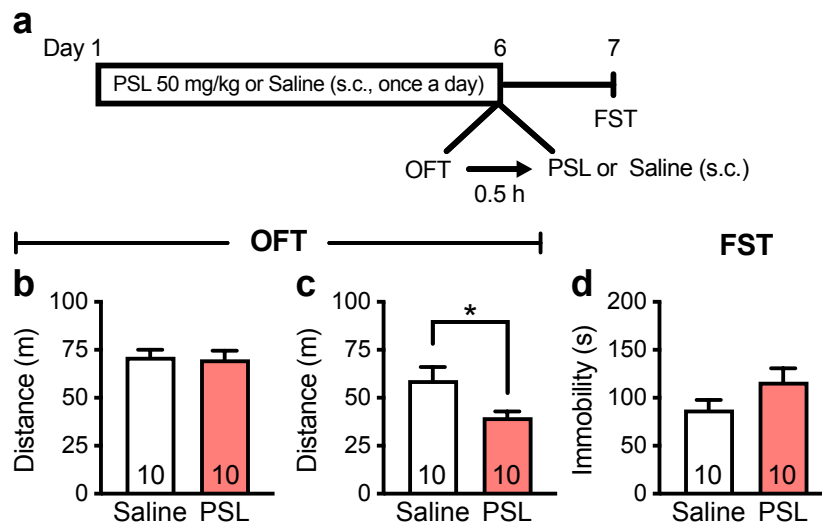 a
Day 1 6 7
PSL 50 mg/kg or Saline (s.c., once a day)
FST
OFT PSL or Saline (s.c.)
0.5 h
OFT FST
b
Distance (m)
100
75
50
25
0
10 10
Saline PSL
c
Distance (m)
100
75
50
25
0
*
10 10
Saline PSL
d
Immobility (s)
200
150
100
50
0
10 10
Saline PSL